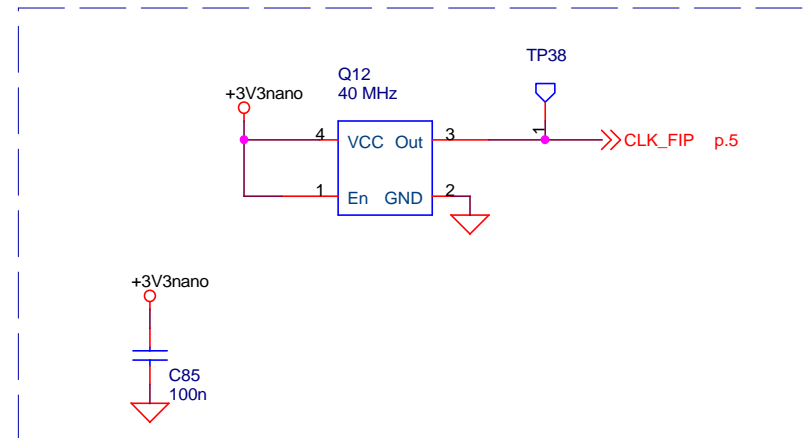 TP38
Q12
40 MHz
+3V3nano
4 VCC Out 3
1
CLK_FIP p.5
1 En GND 2
+3V3nano
C85
100n